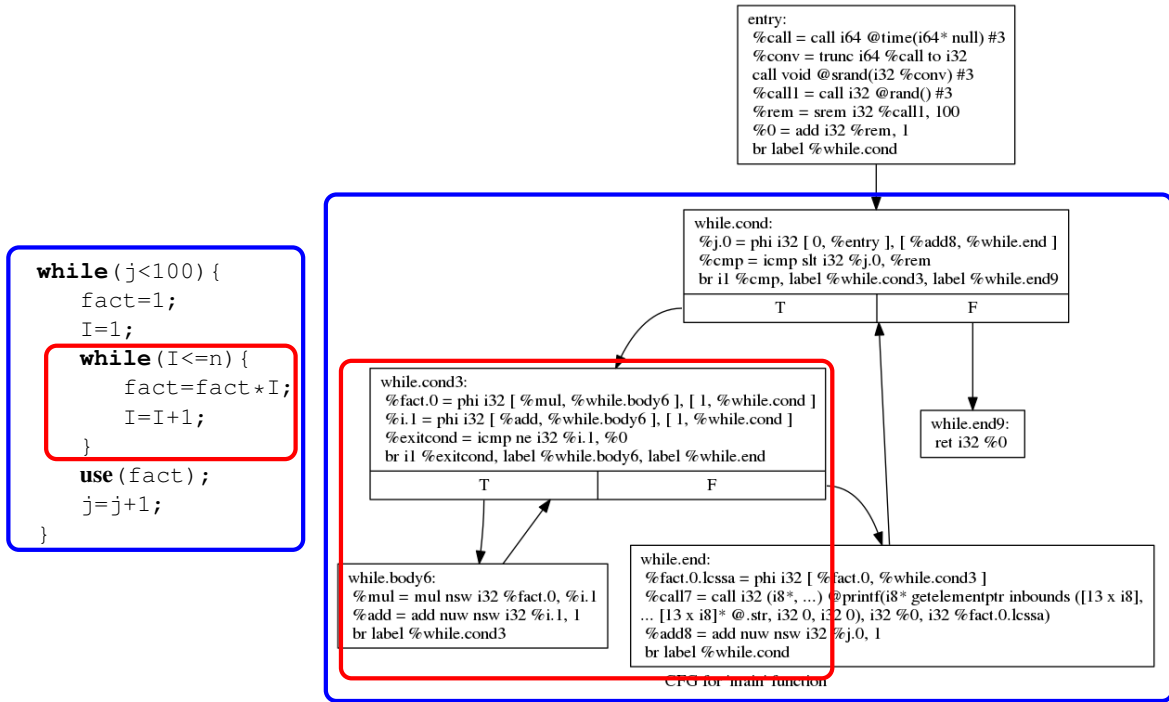 entry:
%call = call i64 @time(i64* null) #3
%conv = trunc i64 %call to i32
call void @srand(i32 %conv) #3
%call1 = call i32 @rand() #3
%rem = srem i32 %call1, 100
%0 = add i32 %rem, 1
br label %while.cond
while(j<100){
fact=1;
I=1;
while(I<=n){
fact=fact*I;
I=I+1;
}
use(fact);
j=j+1;
}
while.cond:
%j.0 = phi i32 [ 0, %entry ], [ %add8, %while.end ]
%cmp = icmp slt i32 %j.0, %rem
br i1 %cmp, label %while.cond3, label %while.end9
T F
while.cond3:
%fact.0 = phi i32 [ %mul, %while.body6 ], [ 1, %while.cond ]
%i.1 = phi i32 [ %add, %while.body6 ], [ 1, %while.cond ]
%exitcond = icmp ne i32 %i.1, %0
br i1 %exitcond, label %while.body6, label %while.end
T F
while.end9:
ret i32 %0
while.body6:
%mul = mul nsw i32 %fact.0, %i.1
%add = add nuw nsw i32 %i.1, 1
br label %while.cond3
while.end:
%fact.0.lcssa = phi i32 [ %fact.0, %while.cond3 ]
%call7 = call i32 (i8*, ...) @printf(i8* getelementptr inbounds ([13 x i8],
... [13 x i8]* @.str, i32 0, i32 0), i32 %0, i32 %fact.0.lcssa)
%add8 = add nuw nsw i32 %j.0, 1
br label %while.cond
CFG for 'main' function